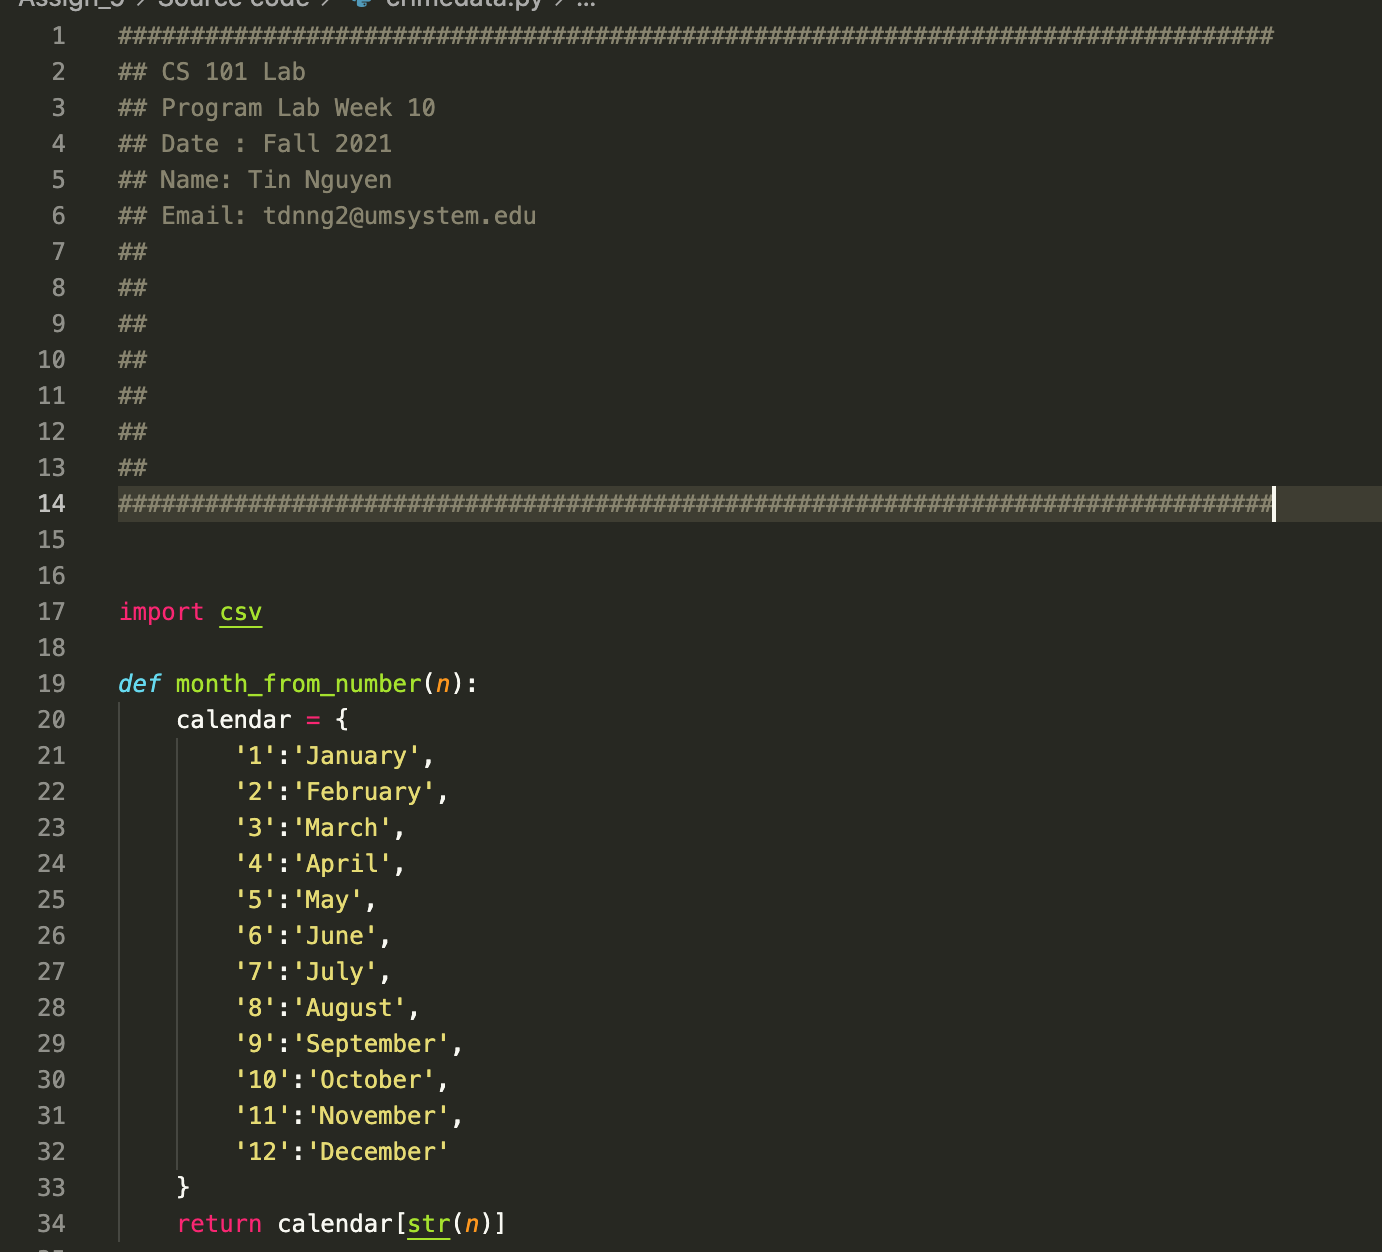 Assign_9 > Source code > crimedata.py > ...
1 ################################################################################
2 ## CS 101 Lab
3 ## Program Lab Week 10
4 ## Date : Fall 2021
5 ## Name: Tin Nguyen
6 ## Email: tdnng2@umsystem.edu
7 ##
8 ##
9 ##
10 ##
11 ##
12 ##
13 ##
14 ################################################################################
15
16
17 import csv
18
19 def month_from_number(n):
20     calendar = {
21         '1':'January',
22         '2':'February',
23         '3':'March',
24         '4':'April',
25         '5':'May',
26         '6':'June',
27         '7':'July',
28         '8':'August',
29         '9':'September',
30         '10':'October',
31         '11':'November',
32         '12':'December'
33     }
34     return calendar[str(n)]